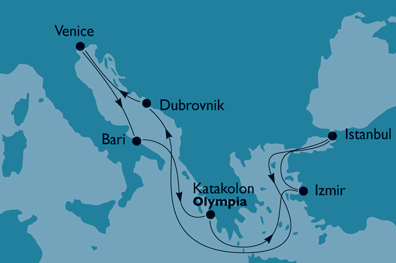 Venice
Dubrovnik
Bari
Istanbul
Katakolon
Olympia
Izmir